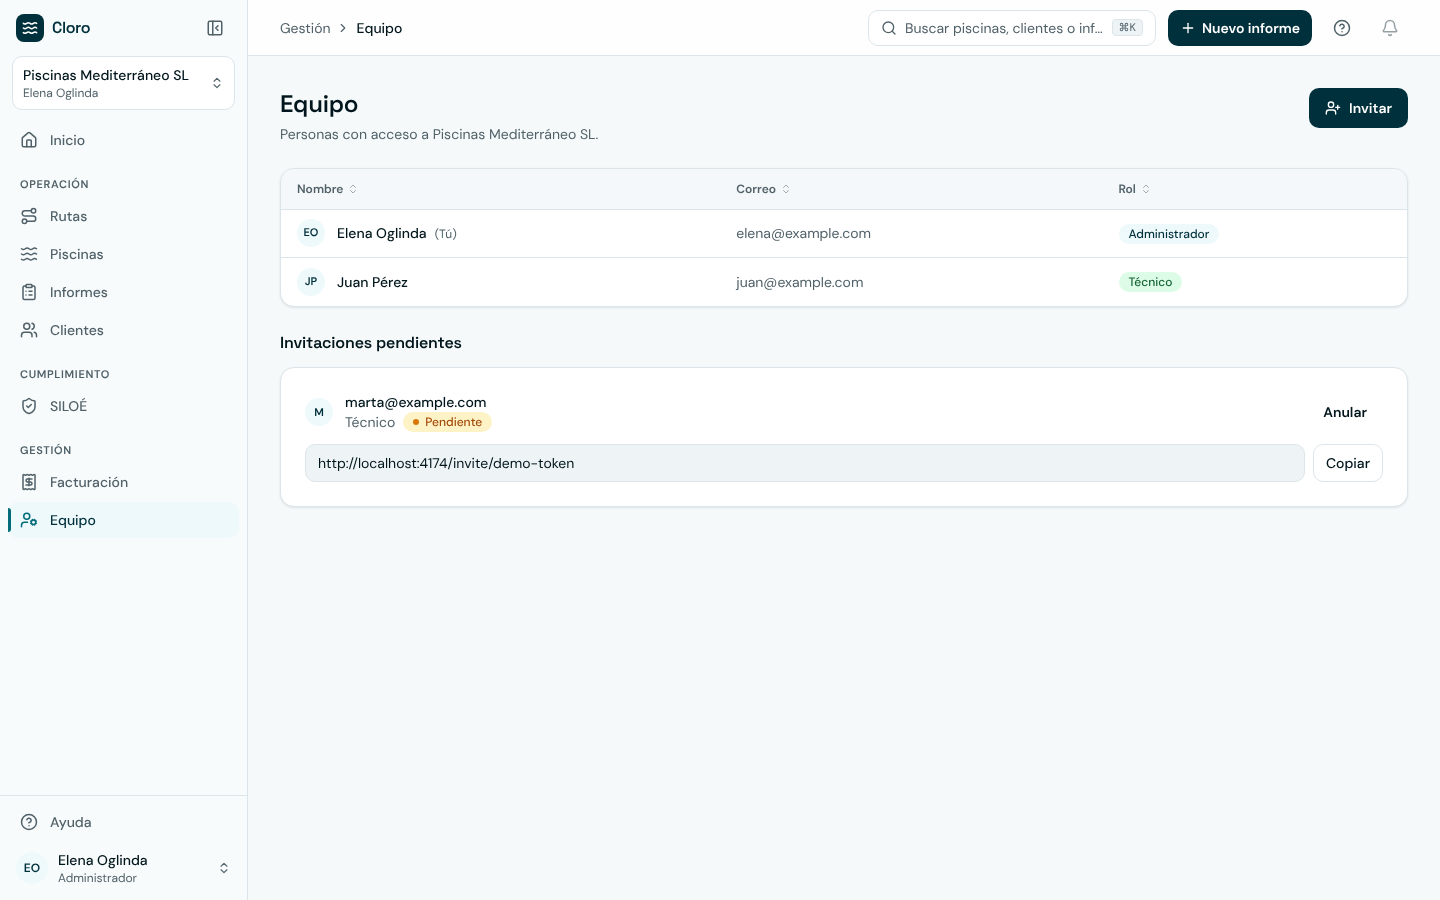 Cloro
Piscinas Mediterráneo SL
Elena Oglinda
Inicio
OPERACIÓN
Rutas
Piscinas
Informes
Clientes
CUMPLIMIENTO
SILOÉ
GESTIÓN
Facturación
Equipo
Ayuda
EO
Elena Oglinda
Administrador
Gestión > Equipo
Buscar piscinas, clientes o inf... ⌘K
Nuevo informe
Equipo
Personas con acceso a Piscinas Mediterráneo SL.
Invitar
Nombre Correo Rol
EO Elena Oglinda (Tú) elena@example.com Administrador
JP Juan Pérez juan@example.com Técnico
Invitaciones pendientes
M
marta@example.com
Técnico Pendiente
Anular
http://localhost:4174/invite/demo-token
Copiar